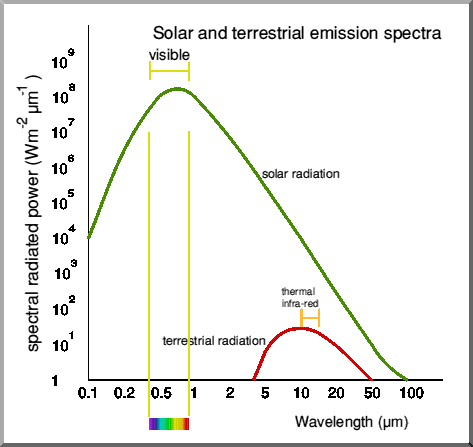 Solar and terrestrial emission spectra
visible
spectral radiated power (Wm-2 µm-1)
10⁹
10⁸
10⁷
10⁶
10⁵
10⁴
10³
10²
10¹
1
solar radiation
thermal
infra-red
terrestrial radiation
0.1 0.2 0.5 1 2 5 10 20 50 100
Wavelength (µm)